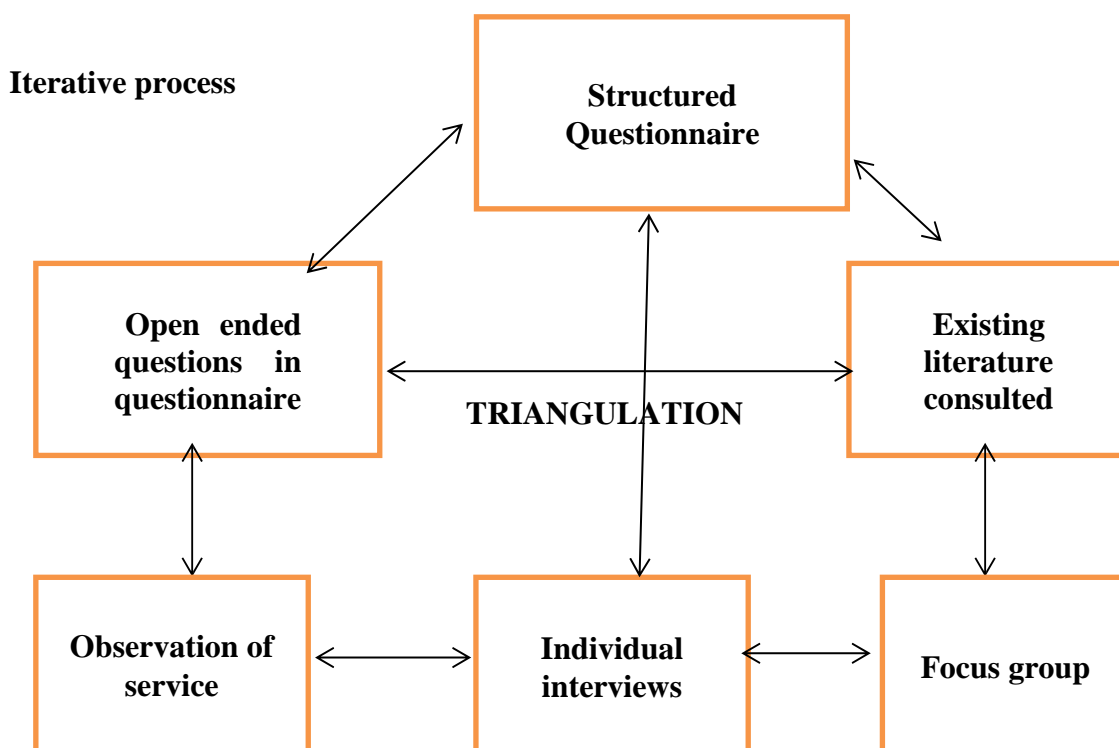 Iterative process
Structured
Questionnaire
Open ended
questions in
questionnaire
Existing
literature
consulted
TRIANGULATION
Observation of
service
Individual
interviews
Focus group